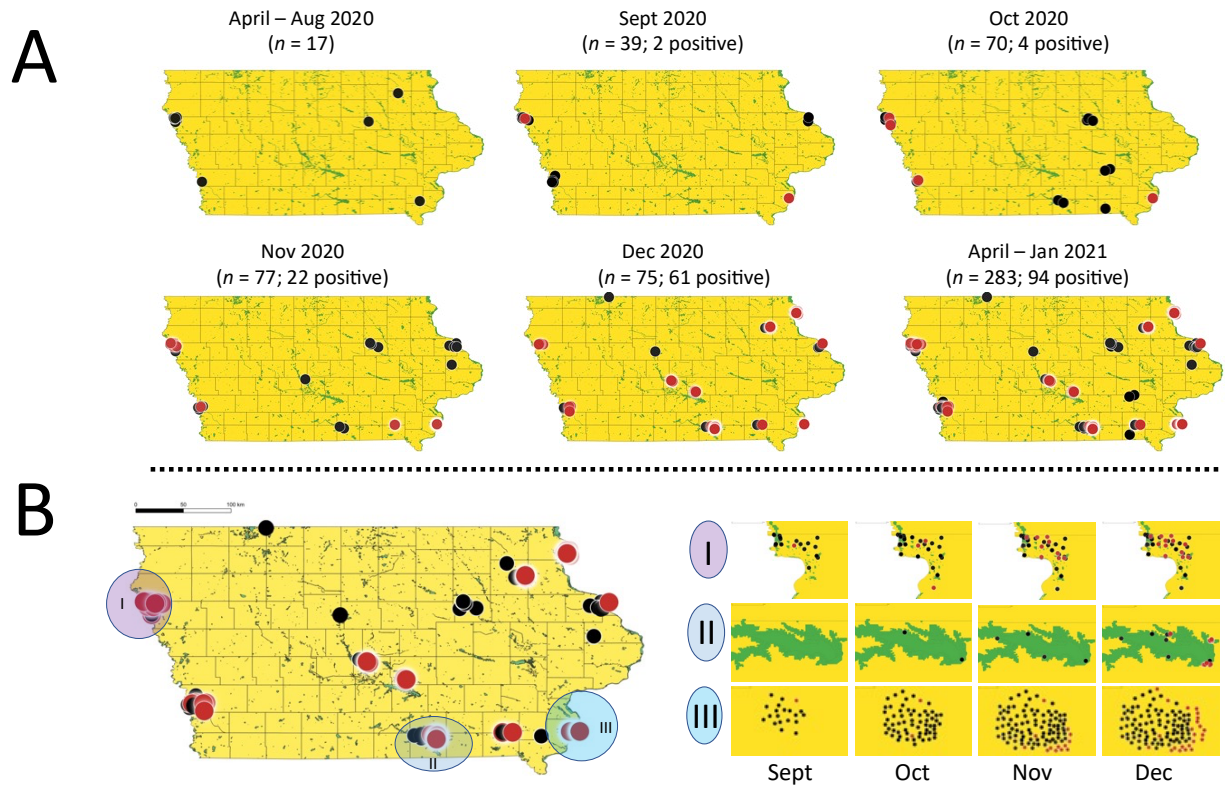 A
April – Aug 2020
(n = 17)
Sept 2020
(n = 39; 2 positive)
Oct 2020
(n = 70; 4 positive)
Nov 2020
(n = 77; 22 positive)
Dec 2020
(n = 75; 61 positive)
April – Jan 2021
(n = 283; 94 positive)
B
0 50 100 km
I
II
III
I
II
III
Sept Oct Nov Dec